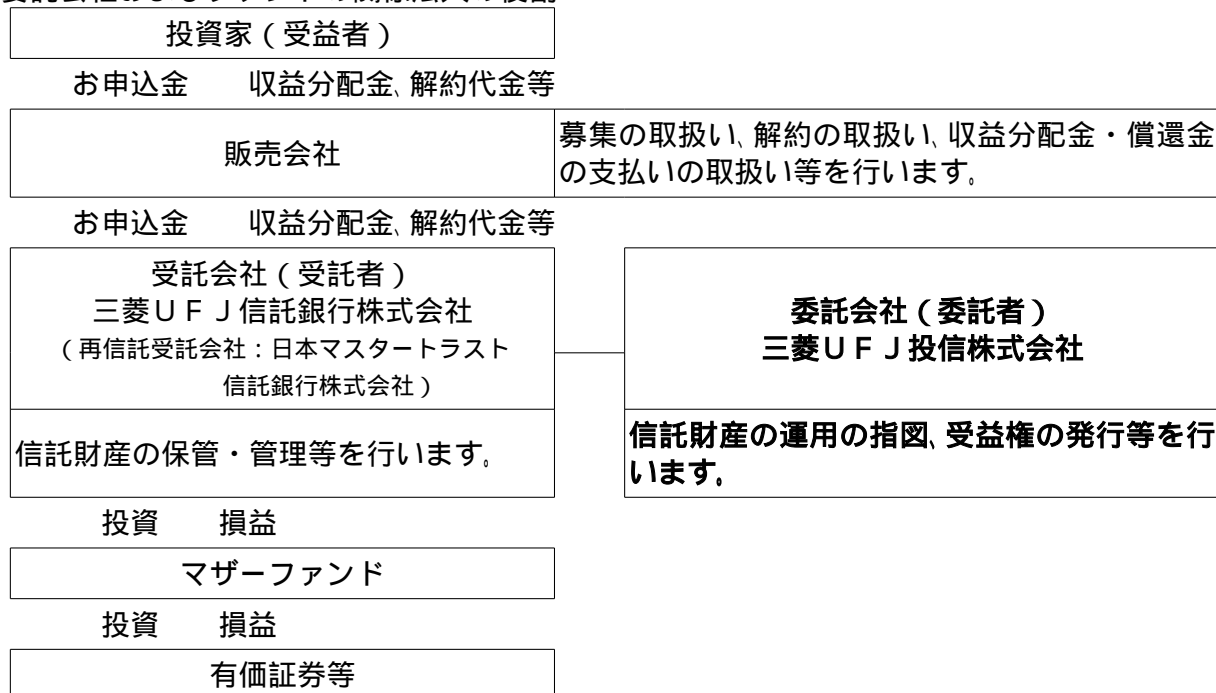 投資家(受益者)
お申込金 収益分配金、解約代金等
販売会社
募集の取扱い、解約の取扱い、収益分配金・償還金
の支払いの取扱い等を行います。
お申込金 収益分配金、解約代金等
受託会社(受託者)
三菱UFJ信託銀行株式会社
(再信託受託会社:日本マスタートラスト
信託銀行株式会社)
委託会社(委託者)
三菱UFJ投信株式会社
信託財産の保管・管理等を行います。
信託財産の運用の指図、受益権の発行等を行
います。
投資 損益
マザーファンド
投資 損益
有価証券等